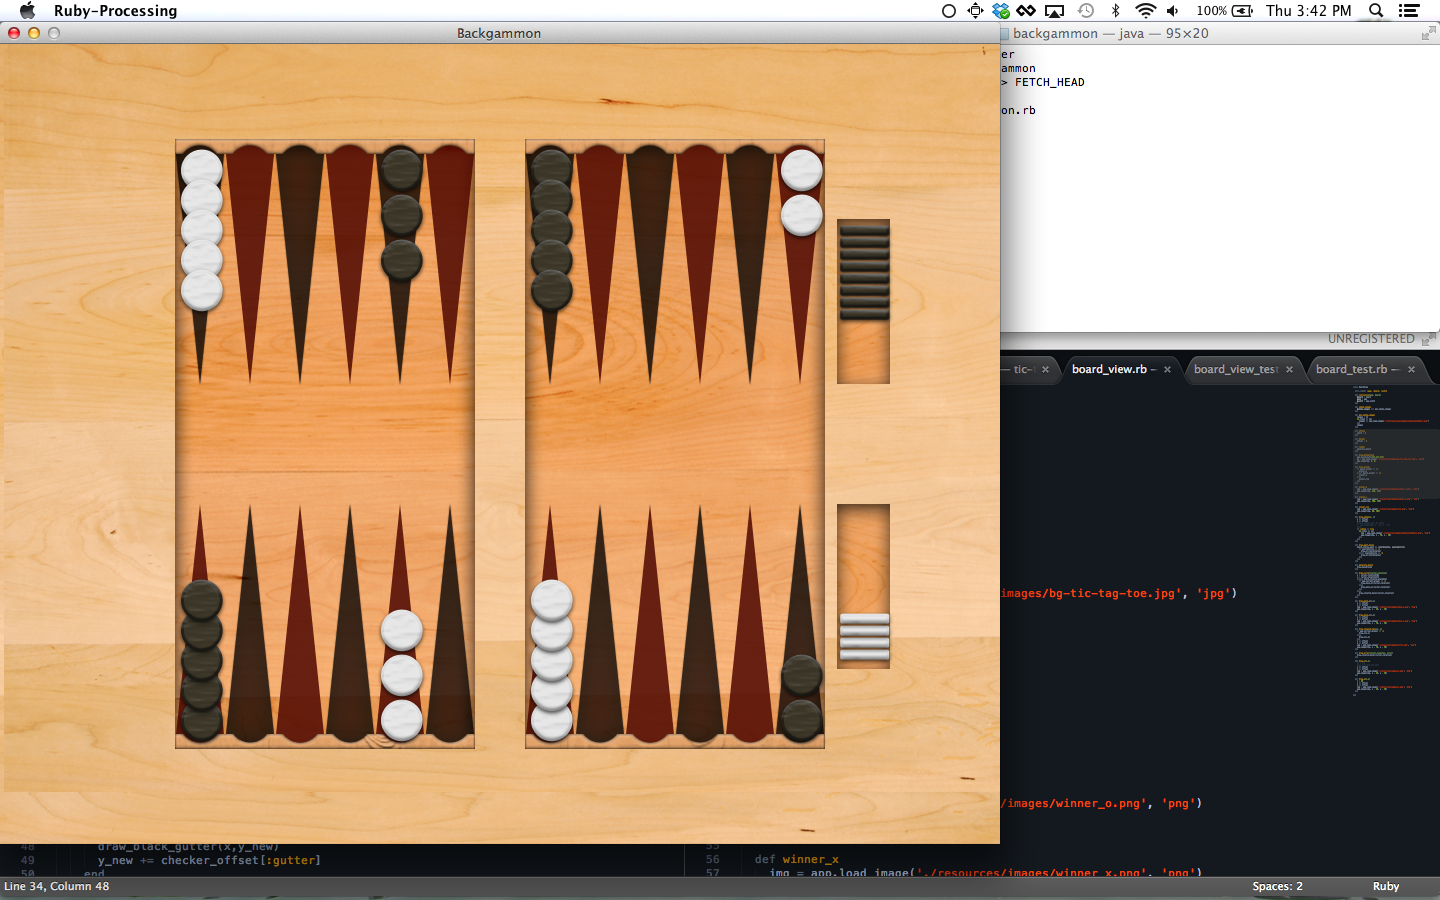 Ruby-Processing
100%
Thu 3:42 PM
Backgammon
backgammon — java — 95×20
er
ammon
> FETCH_HEAD
on.rb
UNREGISTERED
— tic-
board_view.rb —
board_view_test
board_test.rb —
images/bg-tic-tag-toe.jpg', 'jpg')
/images/winner_o.png', 'png')
48 draw_black_gutter(x,y_new)
49 y_new += checker_offset[:gutter]
50 end
55
56 def winner_x
57 img = app.load_image('./resources/images/winner_x.png', 'png')
Line 34, Column 48
Spaces: 2
Ruby